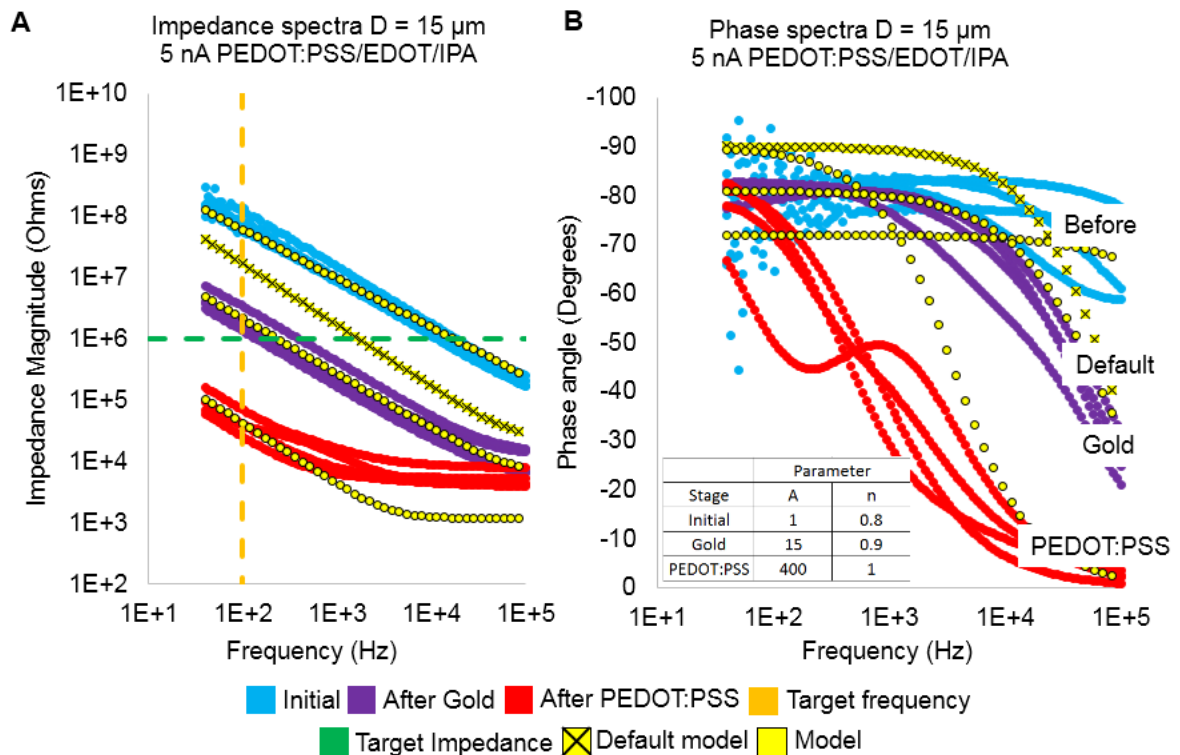 A
Impedance spectra D = 15 µm
5 nA PEDOT:PSS/EDOT/IPA
Impedance Magnitude (Ohms)
1E+10
1E+9
1E+8
1E+7
1E+6
1E+5
1E+4
1E+3
1E+2
1E+1 1E+2 1E+3 1E+4 1E+5
Frequency (Hz)
B
Phase spectra D = 15 µm
5 nA PEDOT:PSS/EDOT/IPA
Phase angle (Degrees)
-100
-90
-80
-70
-60
-50
-40
-30
-20
-10
0
Before
Default
Gold
PEDOT:PSS
Parameter
Stage A n
Initial 1 0.8
Gold 15 0.9
PEDOT:PSS 400 1
1E+1 1E+2 1E+3 1E+4 1E+5
Frequency (Hz)
Initial After Gold After PEDOT:PSS Target frequency
Target Impedance Default model Model